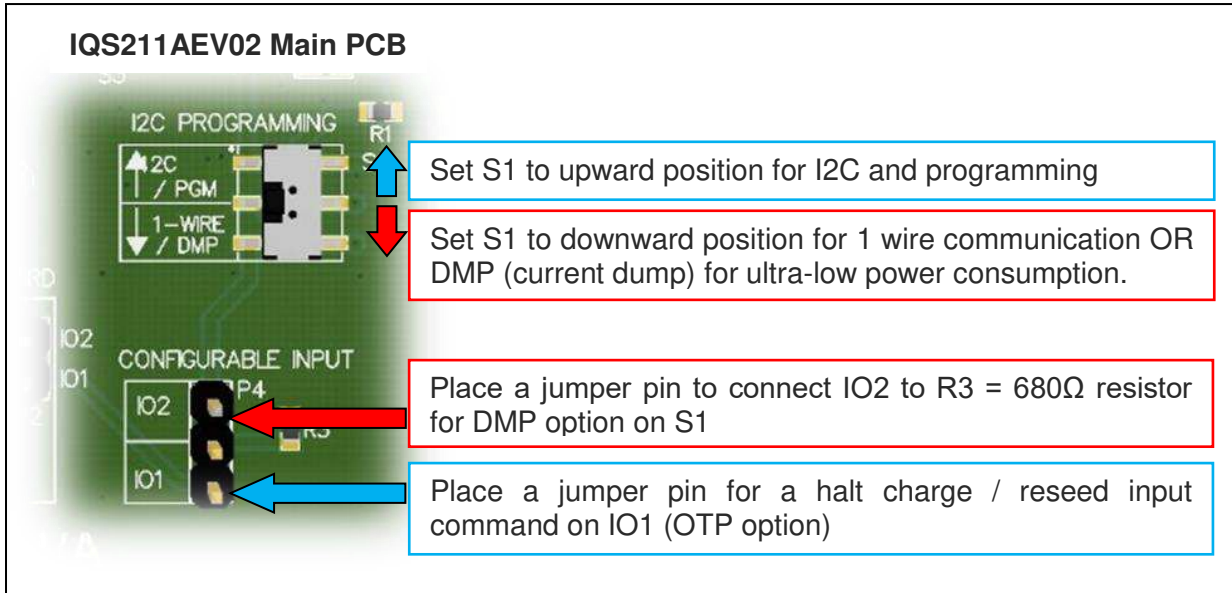 IQS211AEV02 Main PCB
I2C PROGRAMMING
R1
I2C
/ PGM
1-WIRE
/ DMP
Set S1 to upward position for I2C and programming
Set S1 to downward position for 1 wire communication OR
DMP (current dump) for ultra-low power consumption.
IO2
IO1
CONFIGURABLE INPUT
P4
IO2
R3
IO1
Place a jumper pin to connect IO2 to R3 = 680Ω resistor
for DMP option on S1
Place a jumper pin for a halt charge / reseed input
command on IO1 (OTP option)